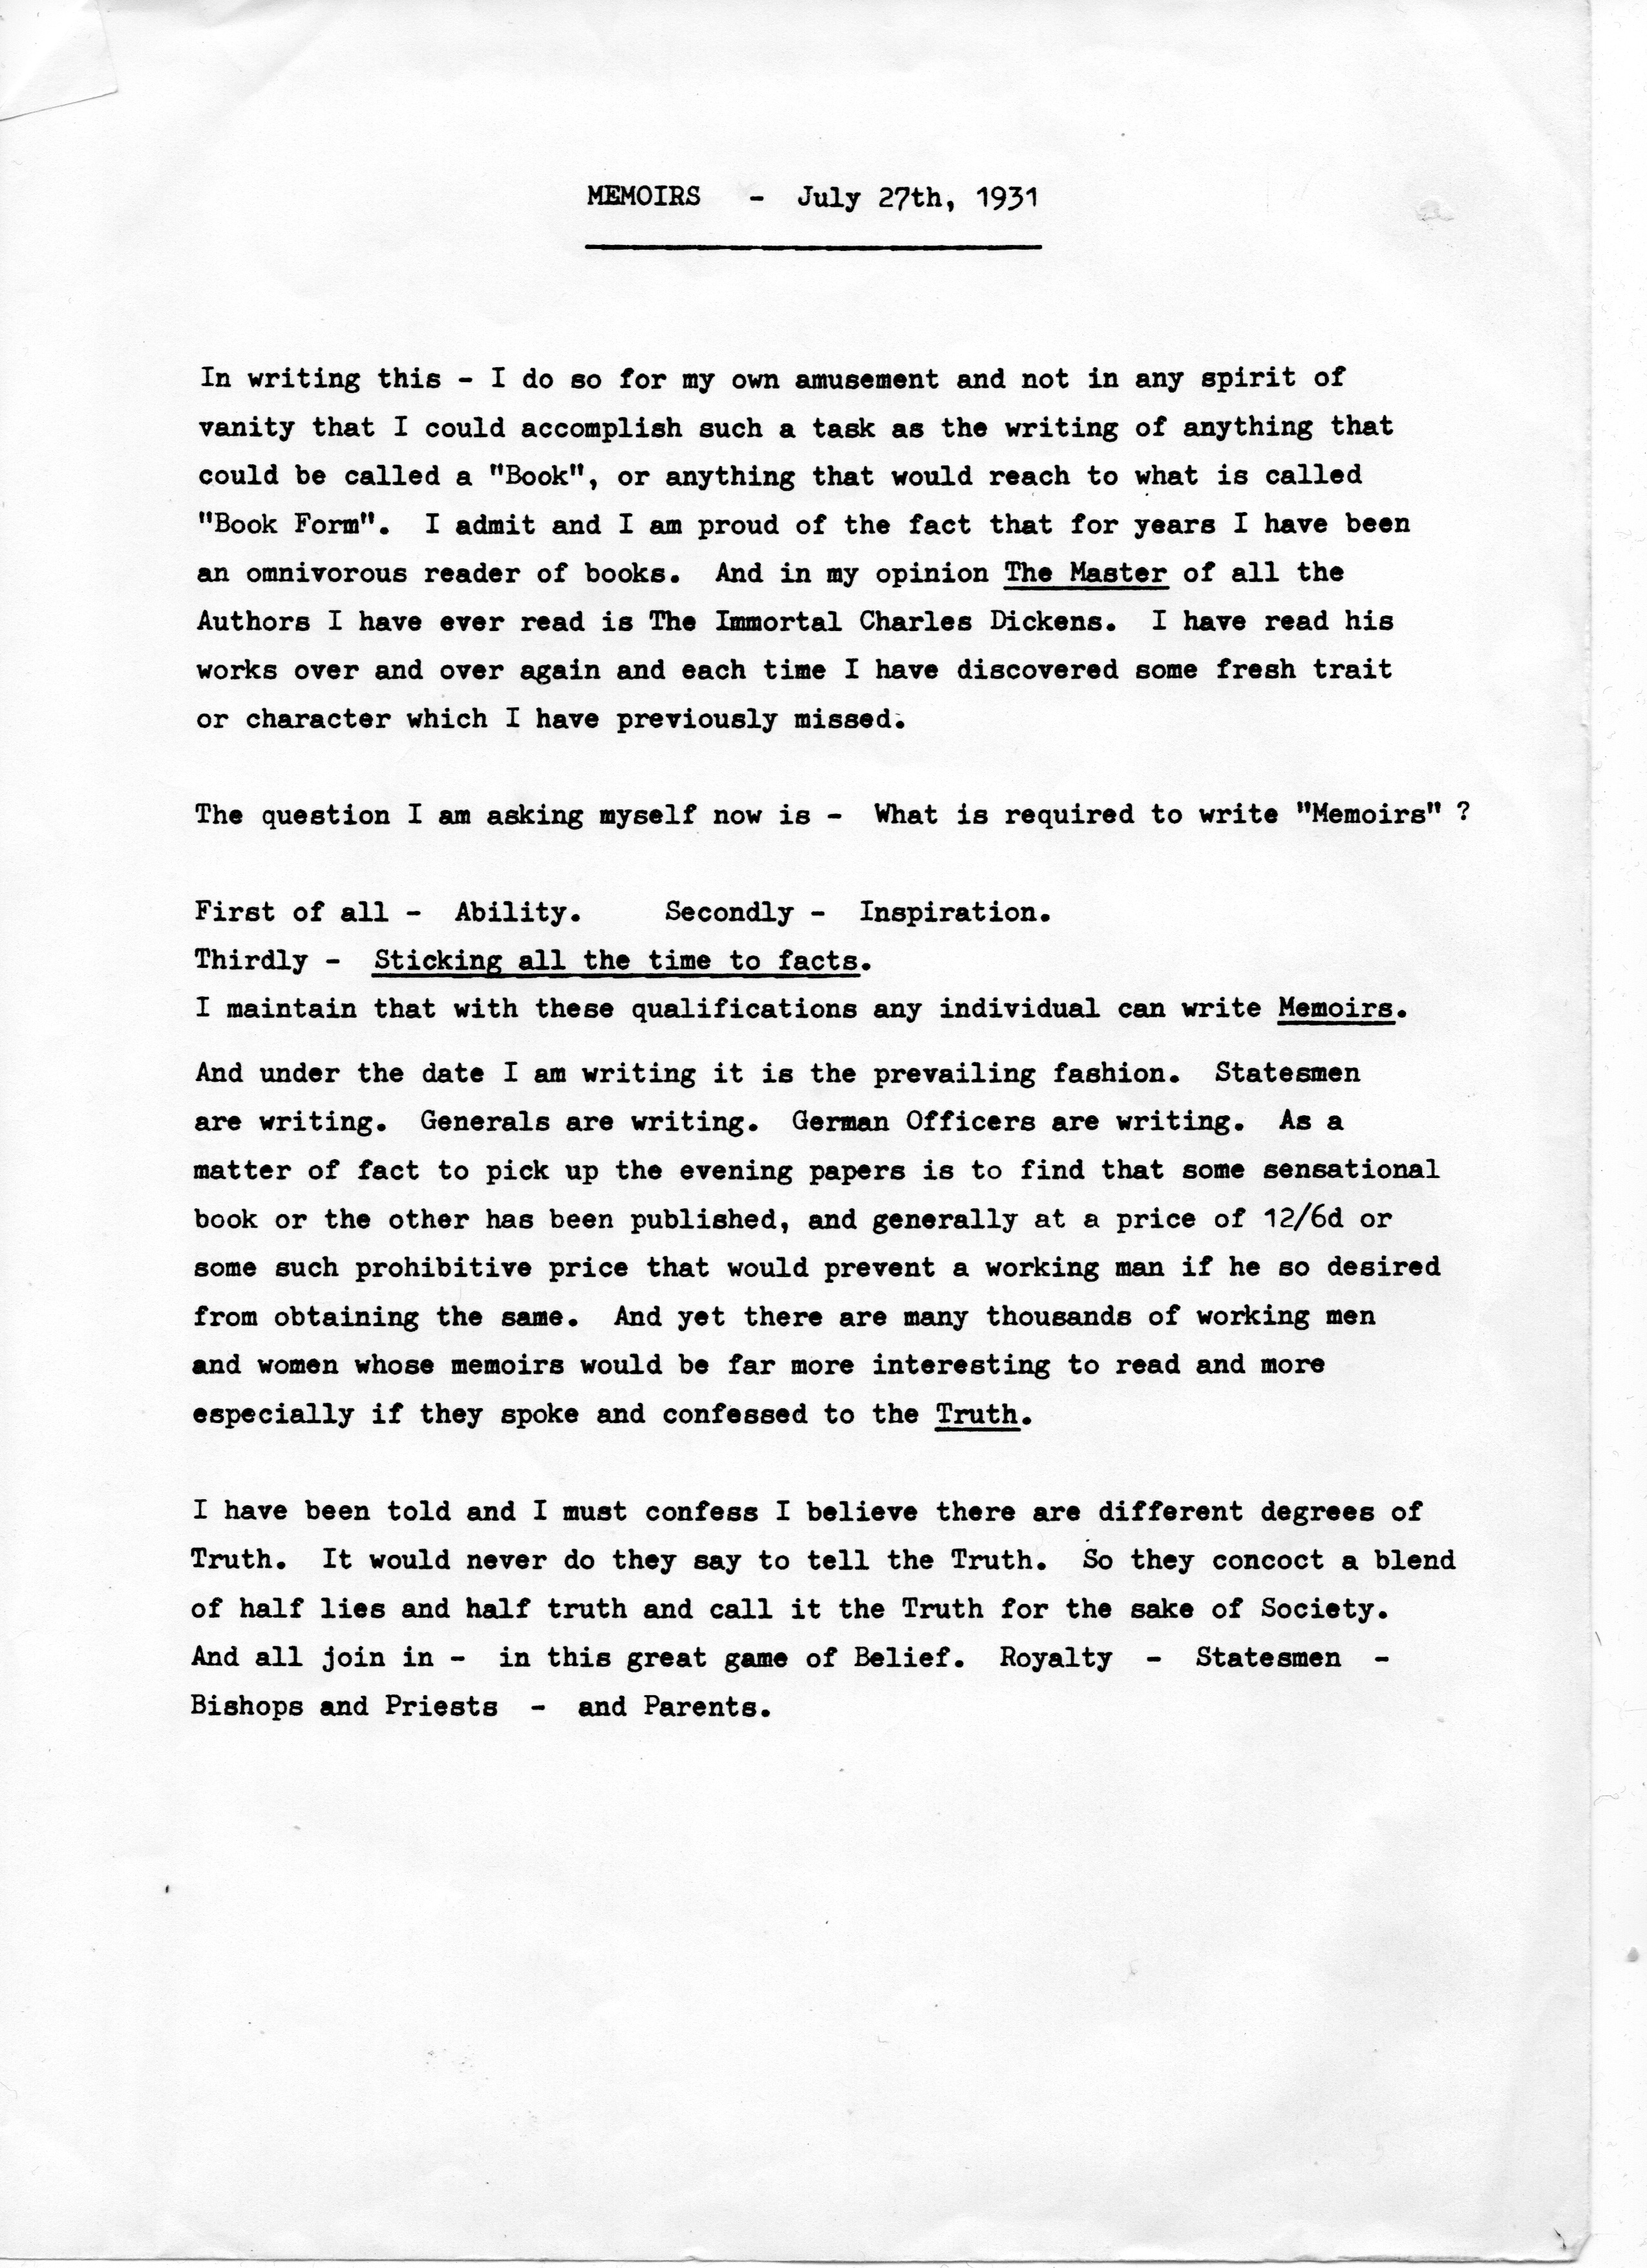 MEMOIRS - July 27th, 1931
In writing this - I do so for my own amusement and not in any spirit of
vanity that I could accomplish such a task as the writing of anything that
could be called a "Book", or anything that would reach to what is called
"Book Form". I admit and I am proud of the fact that for years I have been
an omnivorous reader of books. And in my opinion The Master of all the
Authors I have ever read is The Immortal Charles Dickens. I have read his
works over and over again and each time I have discovered some fresh trait
or character which I have previously missed.
The question I am asking myself now is - What is required to write "Memoirs" ?
First of all - Ability. Secondly - Inspiration.
Thirdly - Sticking all the time to facts.
I maintain that with these qualifications any individual can write Memoirs.
And under the date I am writing it is the prevailing fashion. Statesmen
are writing. Generals are writing. German Officers are writing. As a
matter of fact to pick up the evening papers is to find that some sensational
book or the other has been published, and generally at a price of 12/6d or
some such prohibitive price that would prevent a working man if he so desired
from obtaining the same. And yet there are many thousands of working men
and women whose memoirs would be far more interesting to read and more
especially if they spoke and confessed to the Truth.
I have been told and I must confess I believe there are different degrees of
Truth. It would never do they say to tell the Truth. So they concoct a blend
of half lies and half truth and call it the Truth for the sake of Society.
And all join in - in this great game of Belief. Royalty - Statesmen -
Bishops and Priests - and Parents.